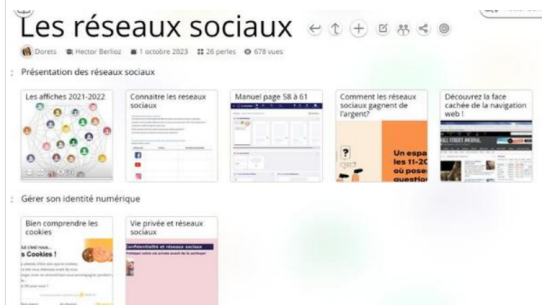 Les réseaux sociaux
Dorets Hector Berlioz 1 octobre 2023 26 perles 678 vues
Présentation des réseaux sociaux
Les affiches 2021-2022
Connaitre les reseaux
sociaux
Manuel page 58 à 61
Comment les réseaux
sociaux gagnent de
l'argent?
Un espa
les 11-20
où pose
question
Découvrez la face
cachée de la navigation
web !
Gérer son identité numérique
Bien comprendre les
cookies
s Cookies !
Vie privée et réseaux
sociaux
Confidentialité et réseaux sociaux